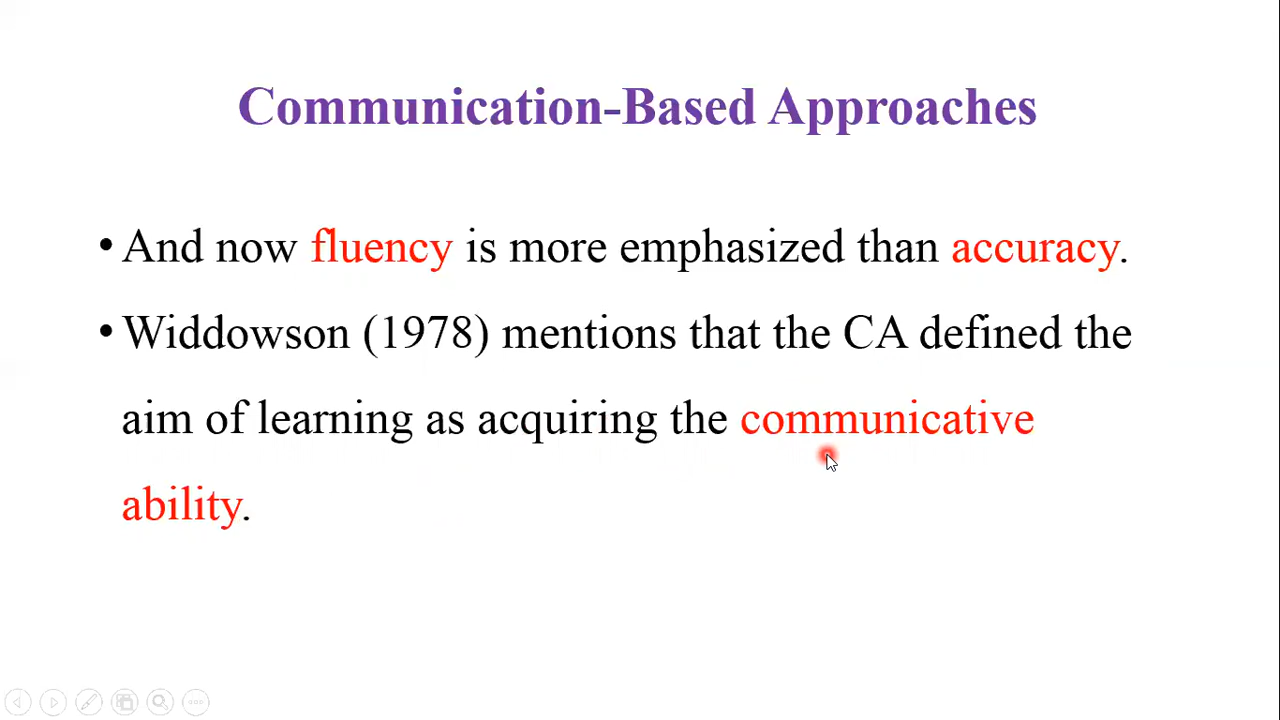 Communication-Based Approaches
• And now fluency is more emphasized than accuracy.
• Widdowson (1978) mentions that the CA defined the
aim of learning as acquiring the communicative
ability.